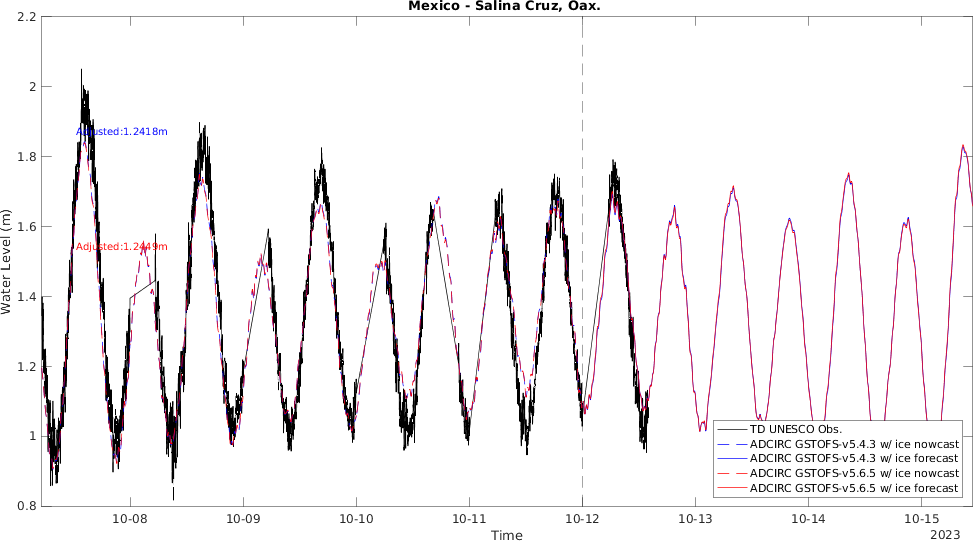 Mexico - Salina Cruz, Oax.
2.2
2
1.8
1.6
1.4
1.2
1
0.8
Water Level (m)
Adjusted:1.2418m
Adjusted:1.2449m
TD UNESCO Obs.
ADCIRC GSTOFS-v5.4.3 w/ ice nowcast
ADCIRC GSTOFS-v5.4.3 w/ ice forecast
ADCIRC GSTOFS-v5.6.5 w/ ice nowcast
ADCIRC GSTOFS-v5.6.5 w/ ice forecast
10-08 10-09 10-10 10-11 10-12 10-13 10-14 10-15
Time
2023